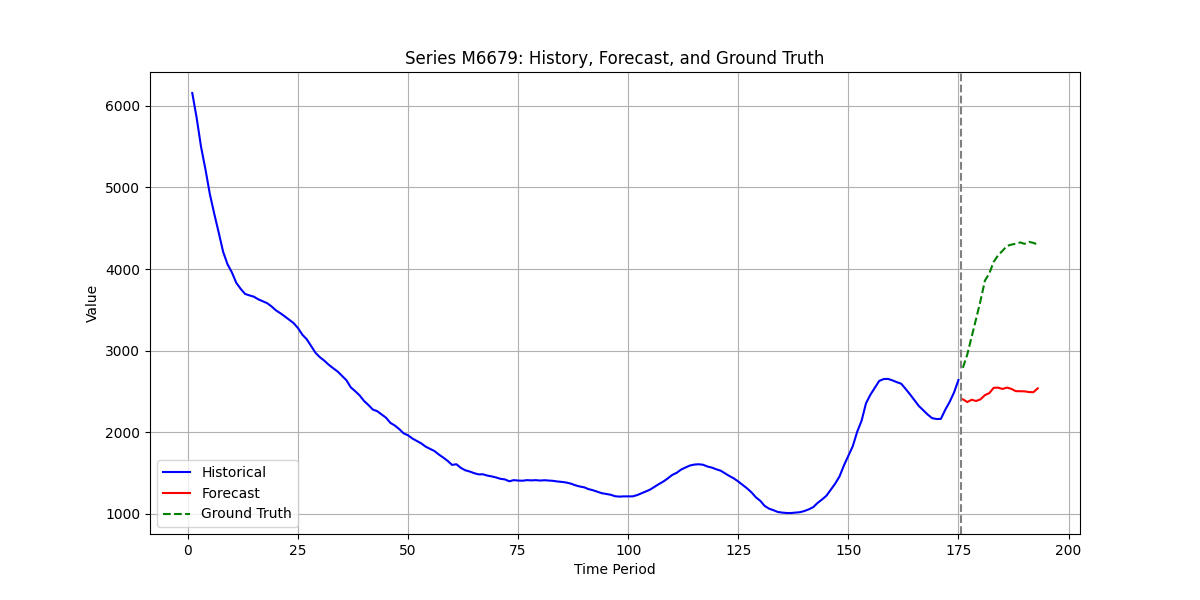 Series M6679: History, Forecast, and Ground Truth
Value
6000
5000
4000
3000
2000
1000
Historical
Forecast
Ground Truth
0 25 50 75 100 125 150 175 200
Time Period